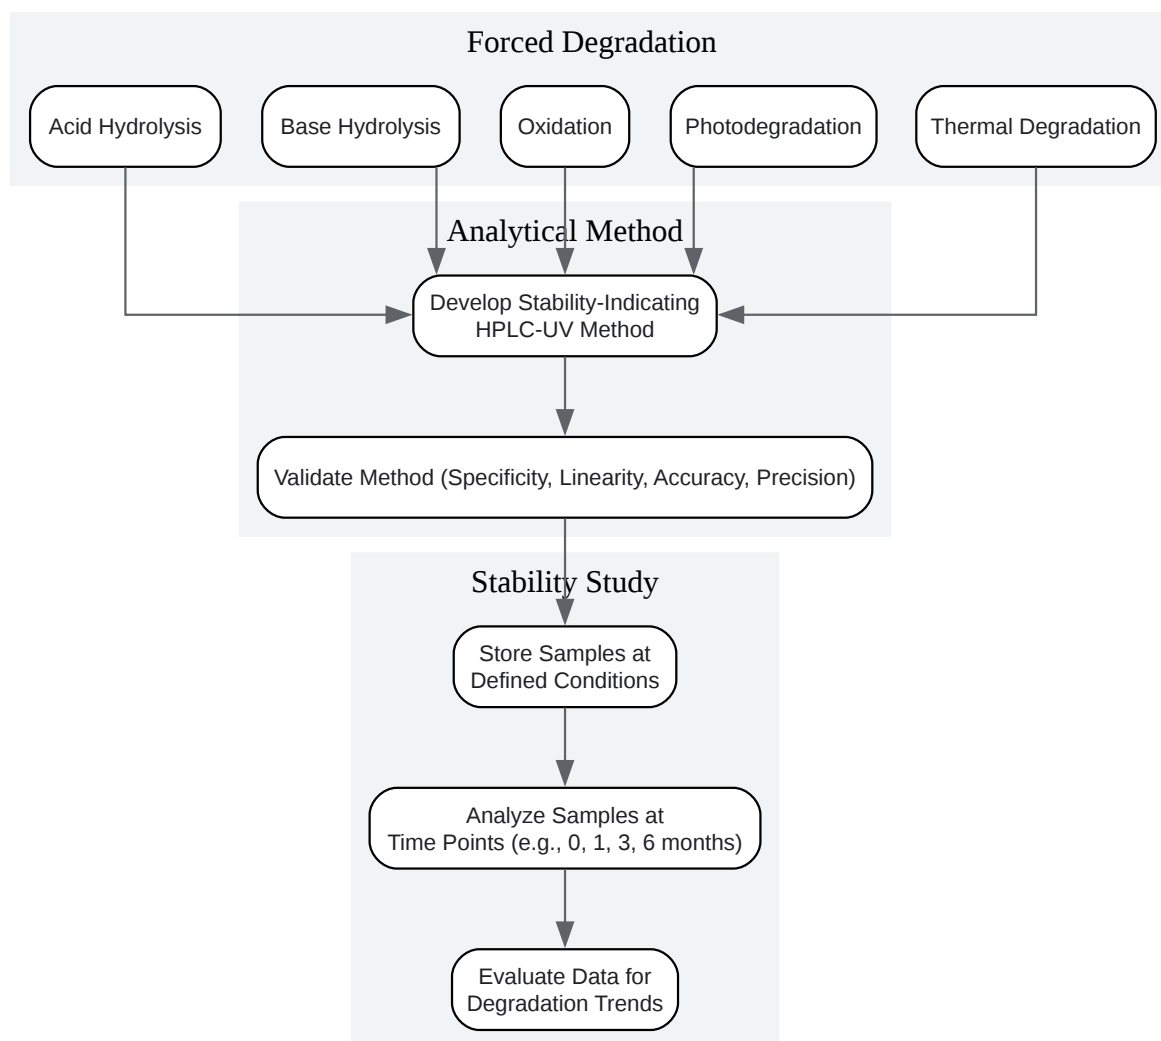 Forced Degradation
Acid Hydrolysis
Base Hydrolysis
Oxidation
Photodegradation
Thermal Degradation
Analytical Method
Develop Stability-Indicating
HPLC-UV Method
Validate Method (Specificity, Linearity, Accuracy, Precision)
Stability Study
Store Samples at
Defined Conditions
Analyze Samples at
Time Points (e.g., 0, 1, 3, 6 months)
Evaluate Data for
Degradation Trends